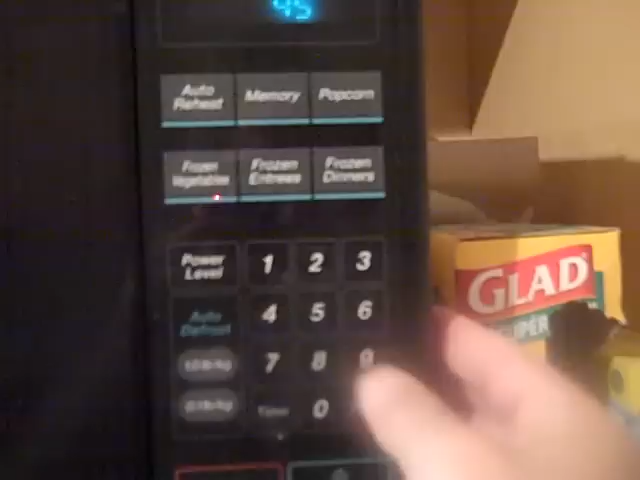 45
Auto Reheat
Memory
Popcorn
Frozen Vegetables
Frozen Entrees
Frozen Dinners
Power Level
1 2 3
Auto Defrost
4 5 6
7 8 9
Timer
0
GLAD